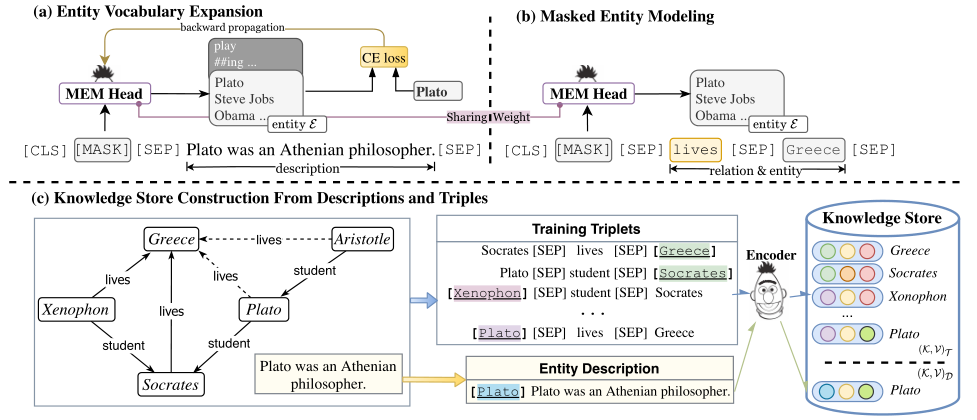 (a) Entity Vocabulary Expansion
backward propagation
play
##ing ...
CE loss
MEM Head
Plato
Steve Jobs
Obama ...
entity ℰ
Plato
Sharing Weight
[CLS] [MASK] [SEP] Plato was an Athenian philosopher. [SEP]
description
(b) Masked Entity Modeling
MEM Head
Plato
Steve Jobs
Obama ...
entity ℰ
[CLS] [MASK] [SEP] lives [SEP] Greece [SEP]
relation & entity
(c) Knowledge Store Construction From Descriptions and Triples
Greece
lives
Aristotle
lives
lives
student
Xenophon
lives
Plato
student
student
Socrates
Plato was an Athenian
philosopher.
Training Triplets
Socrates [SEP] lives [SEP] [Greece]
Plato [SEP] student [SEP] [Socrates]
[Xenophon] [SEP] student [SEP] Socrates
. . .
[Plato] [SEP] lives [SEP] Greece
Entity Description
[Plato] Plato was an Athenian philosopher.
Encoder
Knowledge Store
Greece
Socrates
Xonophon
...
Plato
(𝒦, 𝒱)𝒯
(𝒦, 𝒱)𝒟
Plato